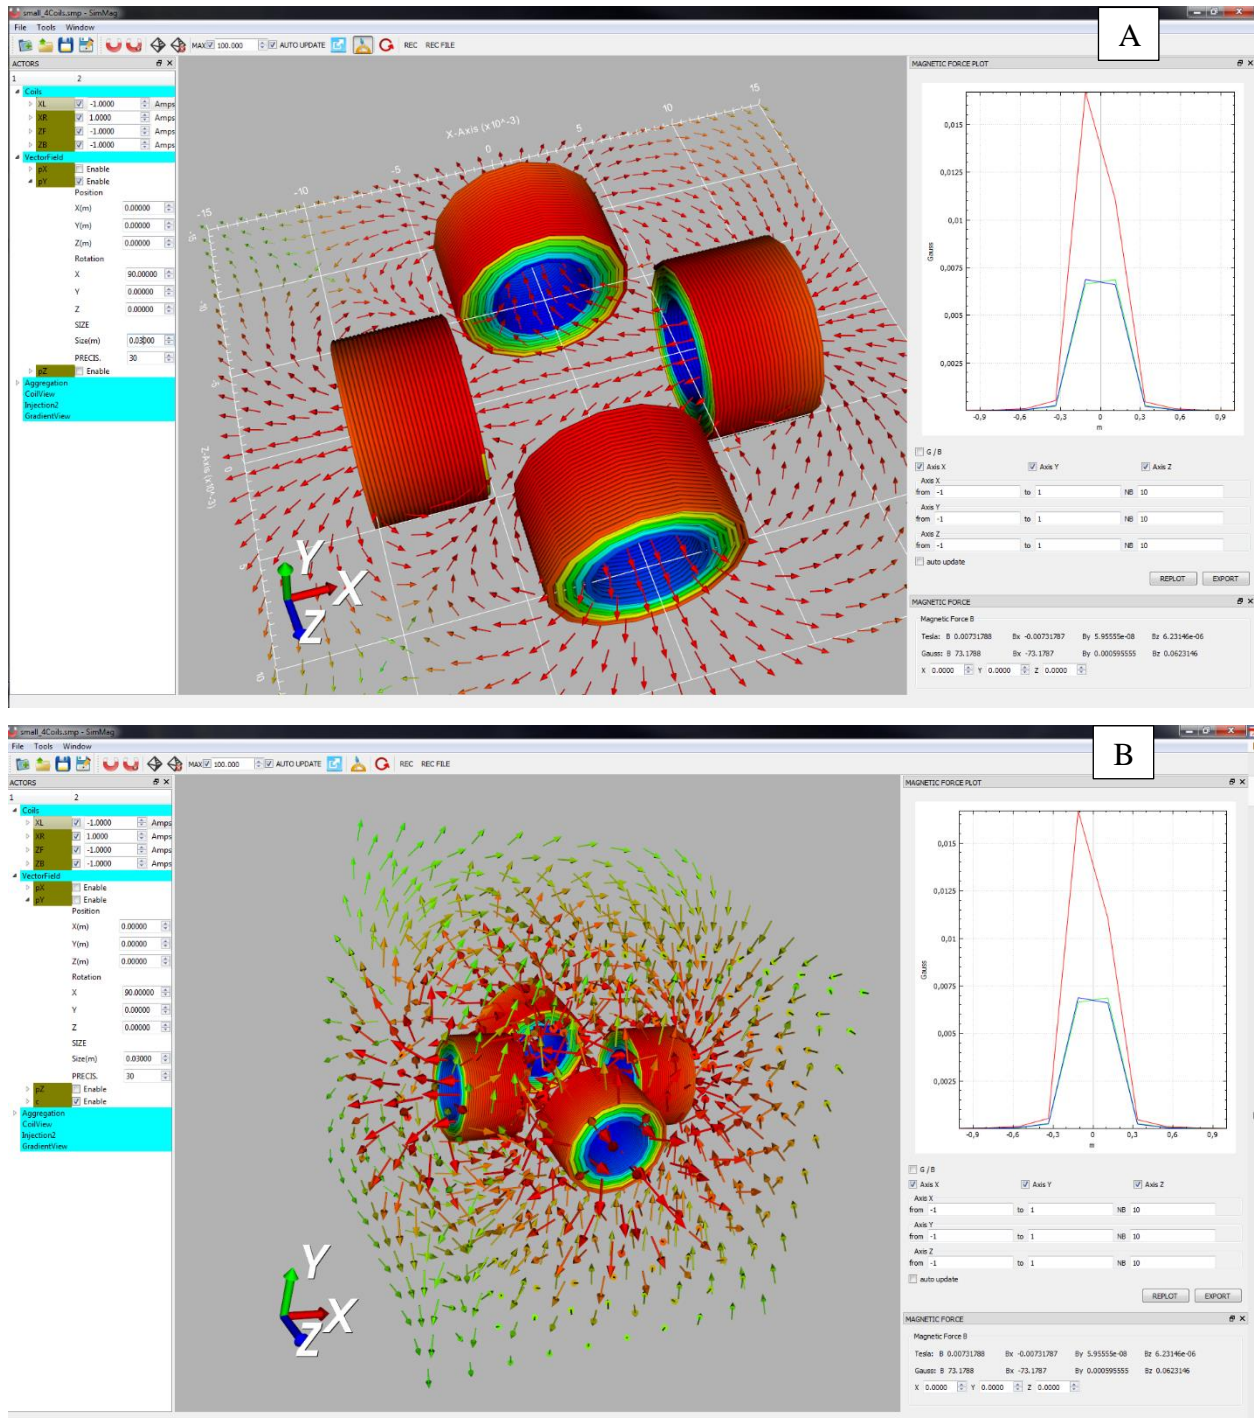 small_4Coils.smp - SimMag
A
File Tools Window
MAX 100.000 AUTO UPDATE REC REC FILE
ACTORS
1 2
Coils
XL -1.0000 Amps
XR 1.0000 Amps
ZF -1.0000 Amps
ZB -1.0000 Amps
VectorField
pX Enable
pY Enable
Position
X(m) 0.00000
Y(m) 0.00000
Z(m) 0.00000
Rotation
X 90.00000
Y 0.00000
Z 0.00000
SIZE
Size(m) 0.03000
PRECIS. 30
pZ Enable
Aggregation
CoilView
Injection2
GradientView
X-Axis (x10^-3)
-15 -10 -5 0 5 10 15
Z-Axis (x10^-3)
-15 -10 -5 0 5 10
Y
X
Z
MAGNETIC FORCE PLOT
0,015
0,0125
0,01
0,0075
0,005
0,0025
Gauss
-0,9 -0,6 -0,3 0 0,3 0,6 0,9
m
G / B
Axis X Axis Y Axis Z
Axis X
from -1 to 1 NB 10
Axis Y
from -1 to 1 NB 10
Axis Z
from -1 to 1 NB 10
auto update
REPLOT EXPORT
MAGNETIC FORCE
Magnetic Force B
Tesla: B 0.00731788 Bx -0.00731787 By 5.95555e-08 Bz 6.23146e-06
Gauss: B 73.1788 Bx -73.1787 By 0.000595555 Bz 0.0623146
X 0.0000 Y 0.0000 Z 0.0000
small_4Coils.smp - SimMag
B
File Tools Window
MAX 100.000 AUTO UPDATE REC REC FILE
ACTORS
1 2
Coils
XL -1.0000 Amps
XR 1.0000 Amps
ZF -1.0000 Amps
ZB -1.0000 Amps
VectorField
pX Enable
pY Enable
Position
X(m) 0.00000
Y(m) 0.00000
Z(m) 0.00000
Rotation
X 90.00000
Y 0.00000
Z 0.00000
SIZE
Size(m) 0.03000
PRECIS. 30
pZ Enable
c Enable
Aggregation
CoilView
Injection2
GradientView
Y
X
Z
MAGNETIC FORCE PLOT
0,015
0,0125
0,01
0,0075
0,005
0,0025
Gauss
-0,9 -0,6 -0,3 0 0,3 0,6 0,9
m
G / B
Axis X Axis Y Axis Z
Axis X
from -1 to 1 NB 10
Axis Y
from -1 to 1 NB 10
Axis Z
from -1 to 1 NB 10
auto update
REPLOT EXPORT
MAGNETIC FORCE
Magnetic Force B
Tesla: B 0.00731788 Bx -0.00731787 By 5.95555e-08 Bz 6.23146e-06
Gauss: B 73.1788 Bx -73.1787 By 0.000595555 Bz 0.0623146
X 0.0000 Y 0.0000 Z 0.0000